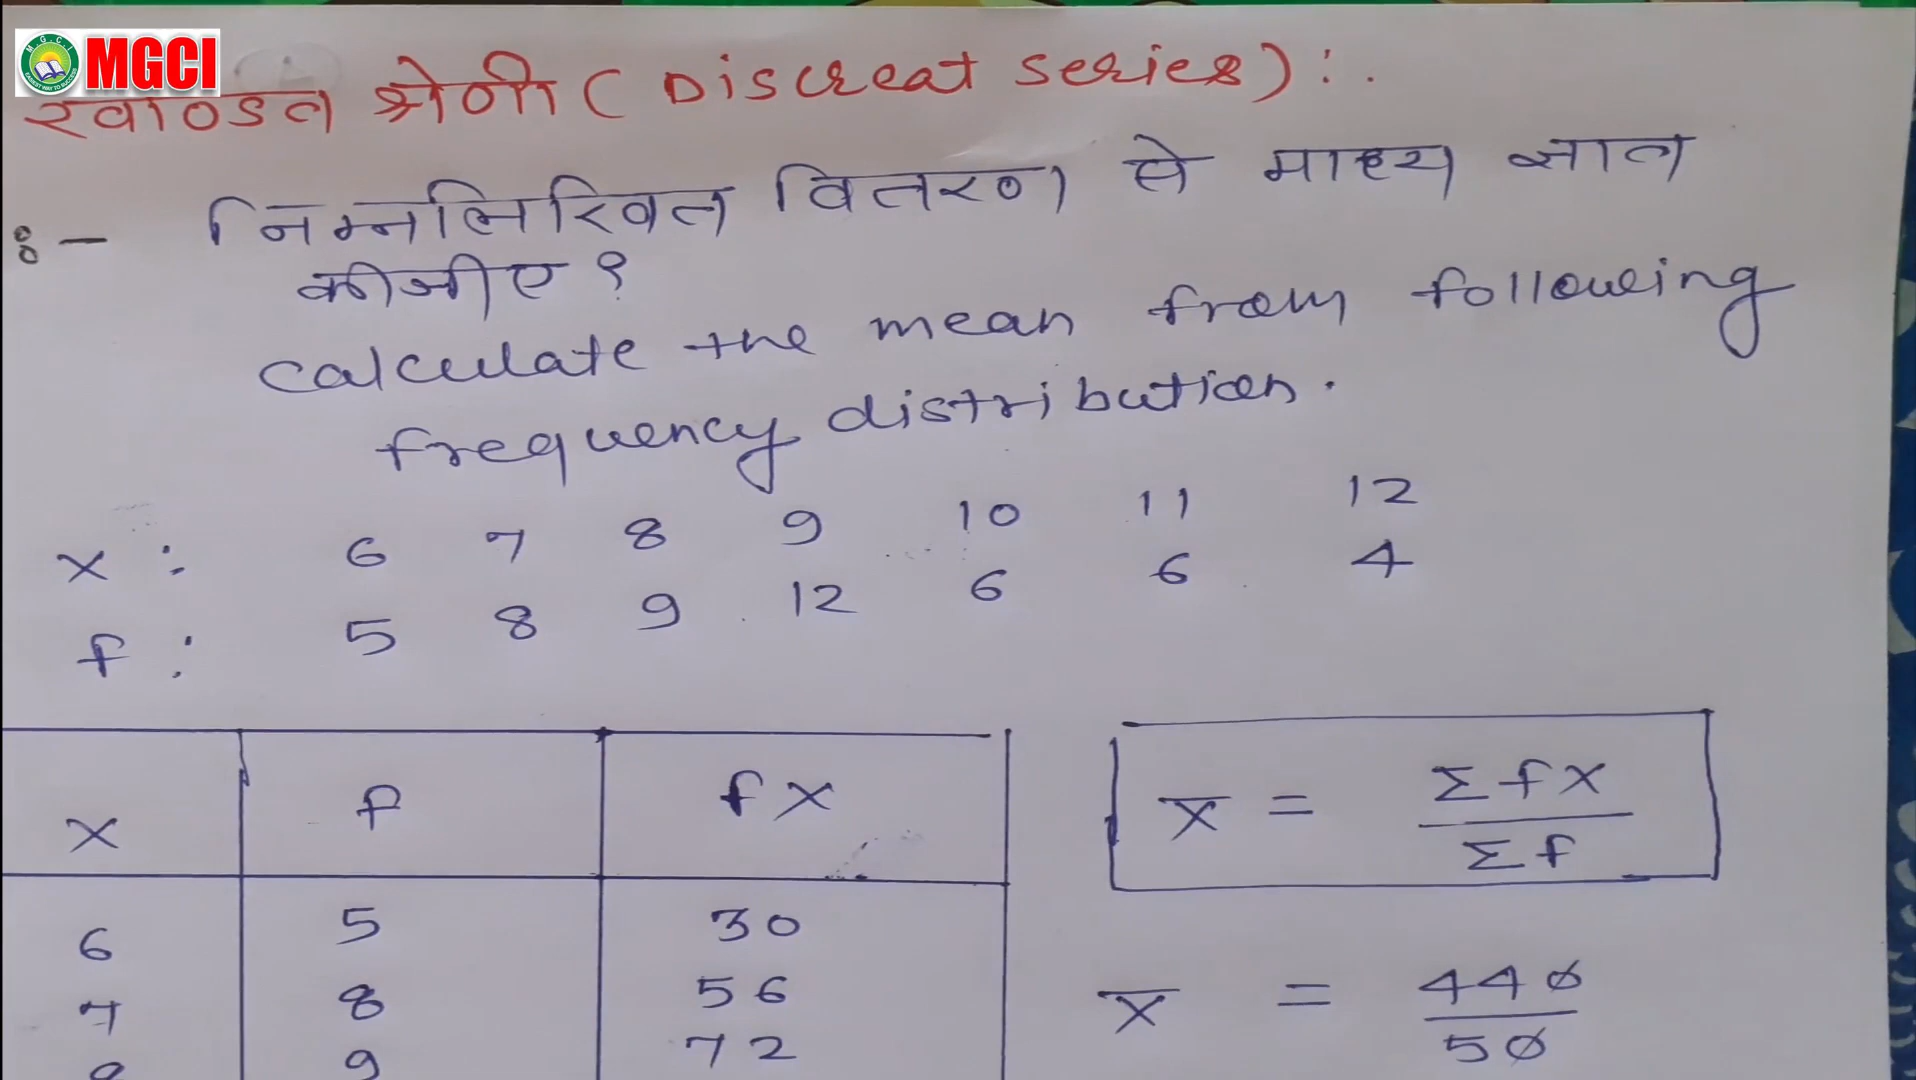 MGCI
खण्डित श्रेणी ( Discreat series ) : .
:- निम्नलिखित वितरण से माध्य ज्ञात
कीजीए ?
calculate the mean from following
frequency distribution.
x : 6 7 8 9 10 11 12
f : 5 8 9 12 6 6 4
x f fx
x̄ = Σfx / Σf
6 5 30
7 8 56
x̄ = 440 / 50
8 9 72